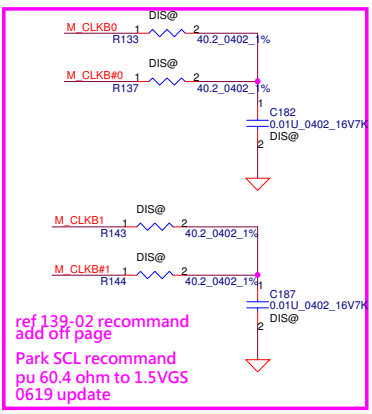 DIS@
M_CLKB0
1
2
R133
40.2_0402_1%
DIS@
M_CLKB#0
1
2
R137
40.2_0402_1%
1
C182
0.01U_0402_16V7K
DIS@
2
DIS@
M_CLKB1
1
2
R143
40.2_0402_1%
DIS@
M_CLKB#1
1
2
R144
40.2_0402_1%
1
C187
0.01U_0402_16V7K
DIS@
2
ref 139-02 recommand
add off page
Park SCL recommand
pu 60.4 ohm to 1.5VGS
0619 update